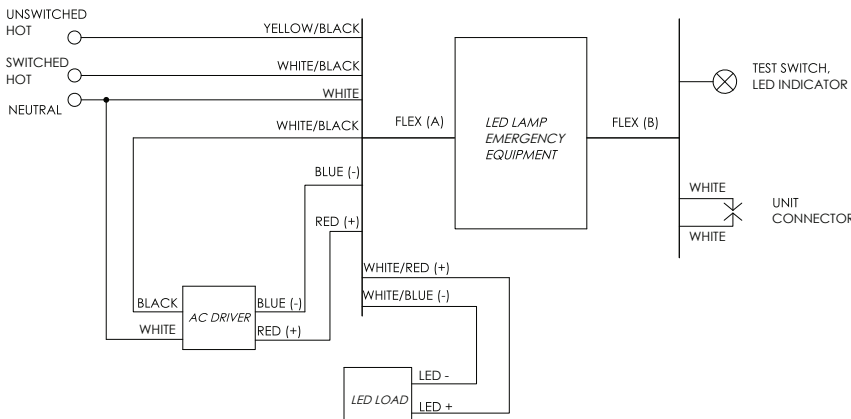 UNSWITCHED
HOT
YELLOW/BLACK
SWITCHED
HOT
WHITE/BLACK
NEUTRAL
WHITE
WHITE/BLACK
FLEX (A)
LED LAMP
EMERGENCY
EQUIPMENT
FLEX (B)
TEST SWITCH,
LED INDICATOR
BLUE (-)
RED (+)
WHITE
UNIT
CONNECTOR
WHITE
WHITE/RED (+)
WHITE/BLUE (-)
BLACK
WHITE
AC DRIVER
BLUE (-)
RED (+)
LED LOAD
LED -
LED +